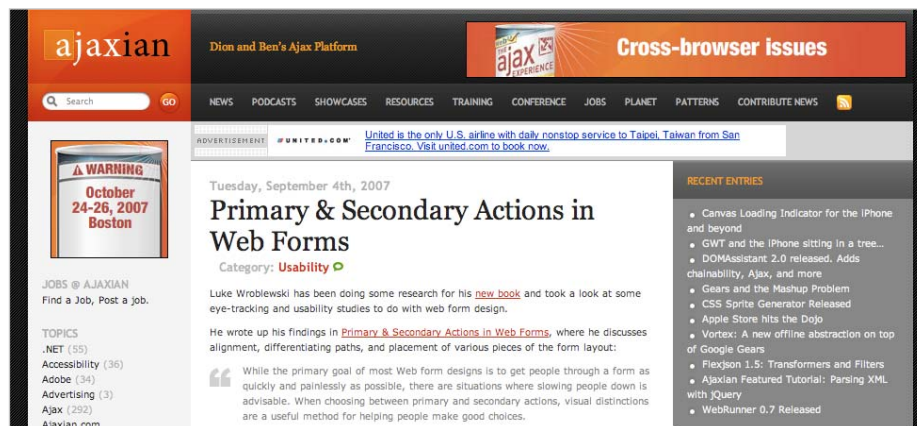 ajaxian
Dion and Ben's Ajax Platform
THE
ajax
EXPERIENCE
Cross-browser issues
Search
GO
NEWS PODCASTS SHOWCASES RESOURCES TRAINING CONFERENCE JOBS PLANET PATTERNS CONTRIBUTE NEWS
ADVERTISEMENT
UNITED.COM
United is the only U.S. airline with daily nonstop service to Taipei, Taiwan from San
Francisco. Visit united.com to book now.
WARNING
October
24-26, 2007
Boston
JOBS @ AJAXIAN
Find a Job, Post a job.
TOPICS
.NET (55)
Accessibility (36)
Adobe (34)
Advertising (3)
Ajax (292)
Ajaxian.com
Tuesday, September 4th, 2007
Primary & Secondary Actions in
Web Forms
Category: Usability
Luke Wroblewski has been doing some research for his new book and took a look at some
eye-tracking and usability studies to do with web form design.
He wrote up his findings in Primary & Secondary Actions in Web Forms, where he discusses
alignment, differentiating paths, and placement of various pieces of the form layout:
While the primary goal of most Web form designs is to get people through a form as
quickly and painlessly as possible, there are situations where slowing people down is
advisable. When choosing between primary and secondary actions, visual distinctions
are a useful method for helping people make good choices.
RECENT ENTRIES
Canvas Loading Indicator for the iPhone
and beyond
GWT and the iPhone sitting in a tree...
DOMAssistant 2.0 released. Adds
chainability, Ajax, and more
Gears and the Mashup Problem
CSS Sprite Generator Released
Apple Store hits the Dojo
Vortex: A new offline abstraction on top
of Google Gears
Flexjson 1.5: Transformers and Filters
Ajaxian Featured Tutorial: Parsing XML
with jQuery
WebRunner 0.7 Released